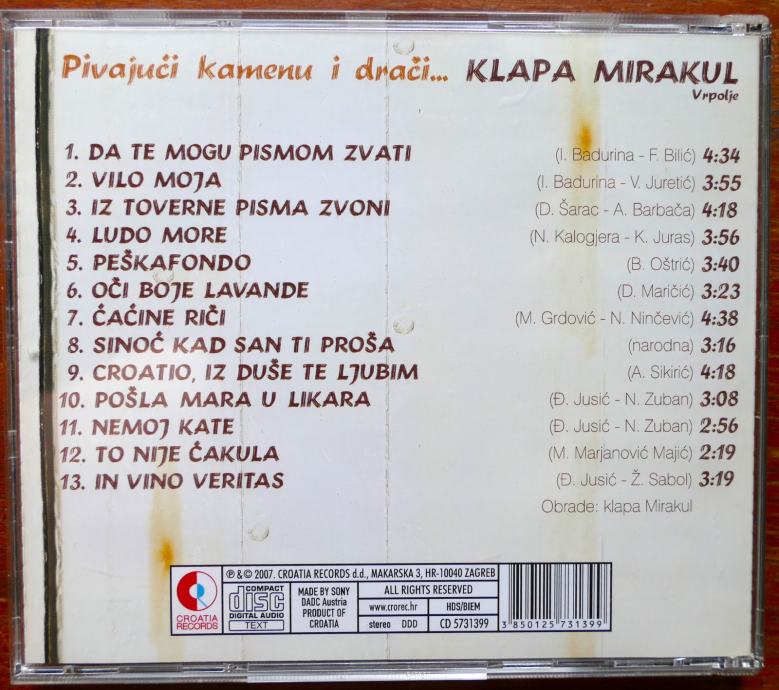 Pivajući kamenu i drači... KLAPA MIRAKUL
Vrpolje
1. DA TE MOGU PISMOM ZVATI (I. Badurina - F. Bilić) 4:34
2. VILO MOJA (I. Badurina - V. Juretić) 3:55
3. IZ TOVERNE PISMA ZVONI (D. Šarac - A. Barbača) 4:18
4. LUDO MORE (N. Kalogjera - K. Juras) 3:56
5. PEŠKAFONDO (B. Oštrić) 3:40
6. OČI BOJE LAVANDE (D. Maričić) 3:23
7. ĆAĆINE RIČI (M. Grdović - N. Ninčević) 4:38
8. SINOĆ KAD SAN TI PROŠA (narodna) 3:16
9. CROATIO, IZ DUŠE TE LJUBIM (A. Sikirić) 4:18
10. POŠLA MARA U LIKARA (Đ. Jusić - N. Zuban) 3:08
11. NEMOJ KATE (Đ. Jusić - N. Zuban) 2:56
12. TO NIJE ĆAKULA (M. Marjanović Majić) 2:19
13. IN VINO VERITAS (Đ. Jusić - Ž. Sabol) 3:19
Obrade: klapa Mirakul
CROATIA RECORDS
℗ & © 2007. CROATIA RECORDS d.d., MAKARSKA 3, HR-10040 ZAGREB
COMPACT disc DIGITAL AUDIO
TEXT
MADE BY SONY
DADC Austria
PRODUCT OF
CROATIA
ALL RIGHTS RESERVED
www.crorec.hr HDS/BIEM
stereo DDD CD 5731399
3 850125 731399